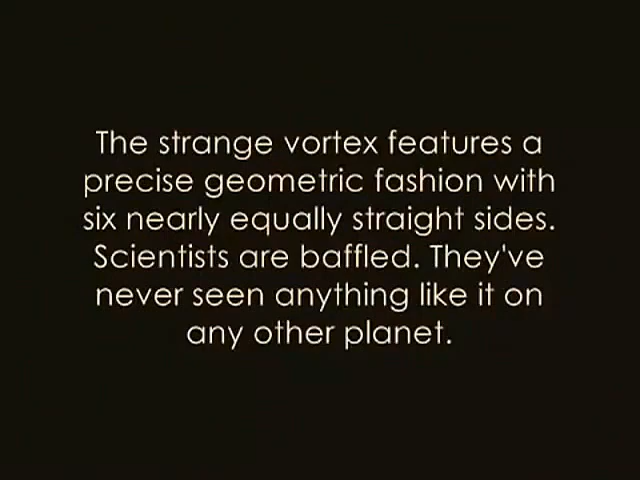 The strange vortex features a
precise geometric fashion with
six nearly equally straight sides.
Scientists are baffled. They've
never seen anything like it on
any other planet.